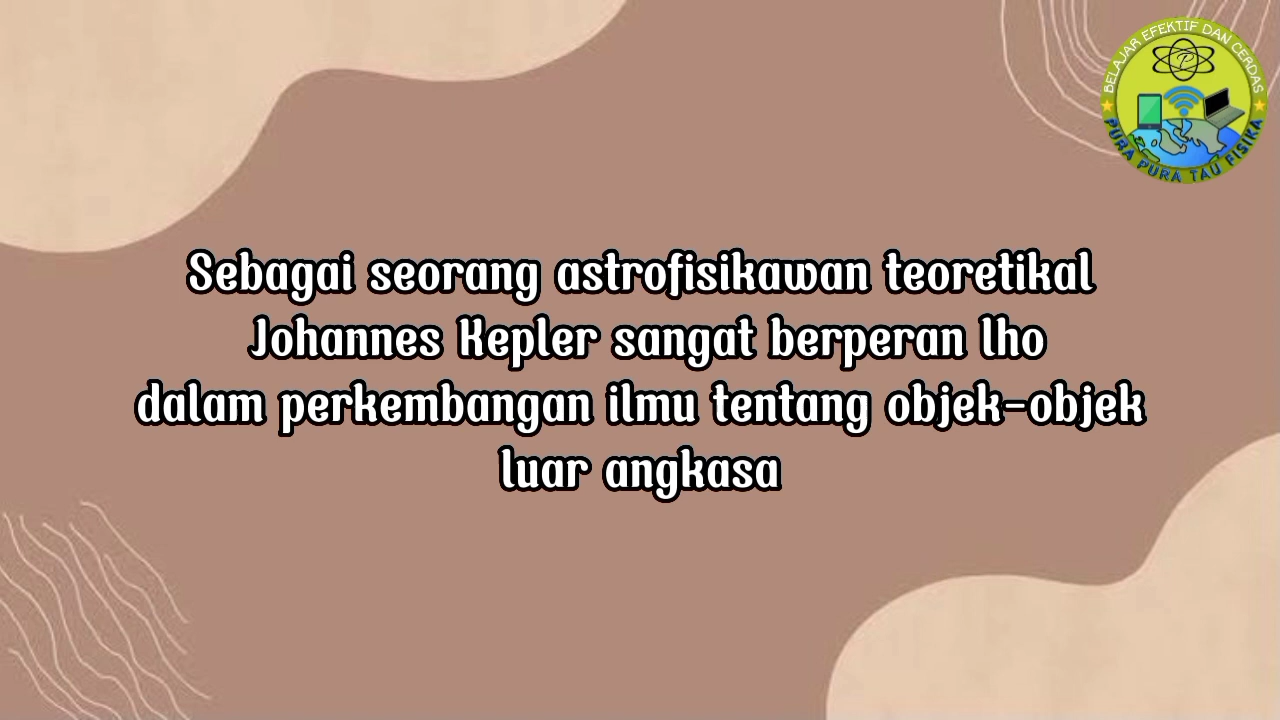 BELAJAR EFEKTIF DAN CERDAS
PURA PURA TAU FISIKA
Sebagai seorang astrofisikawan teoretikal
Johannes Kepler sangat berperan lho
dalam perkembangan ilmu tentang objek-objek
luar angkasa